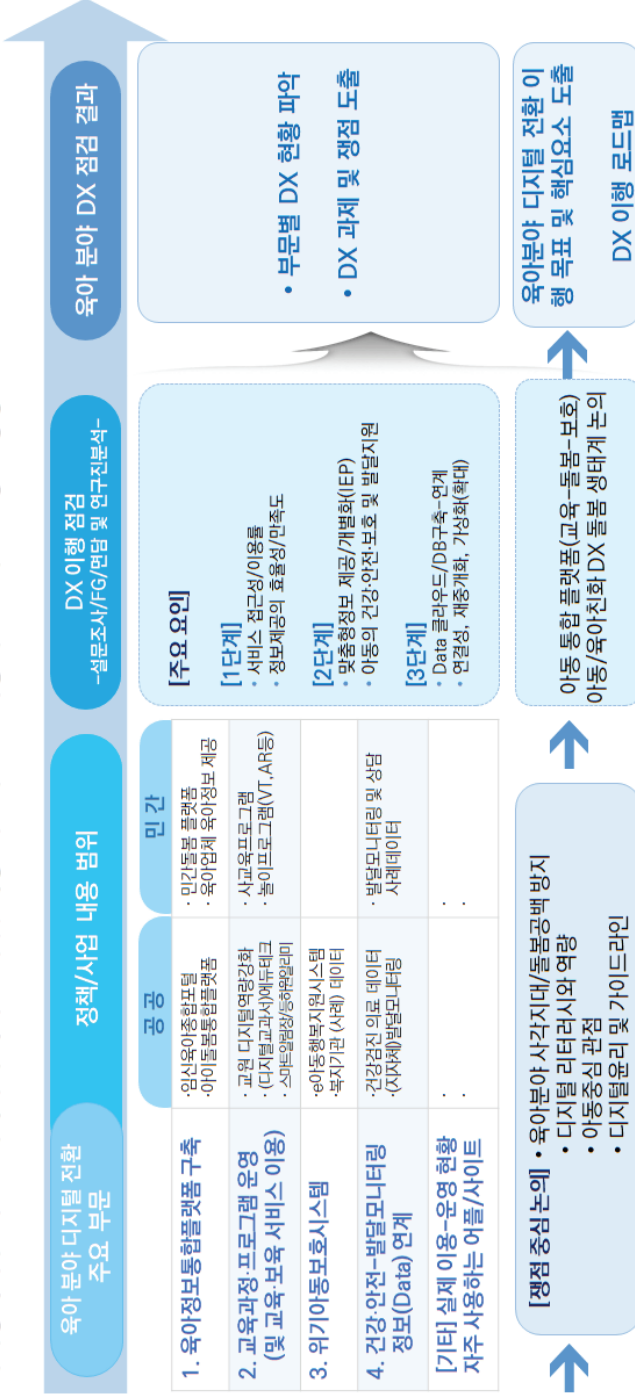 육아 분야 디지털 전환
주요 부문
정책/사업 내용 범위
DX 이행 점검
-설문조사/FG/면담 및 연구진분석-
육아 분야 DX 점검 결과
공공
민간
1. 육아정보통합플랫폼 구축
·임신육아종합포털
·아이돌봄통합플랫폼
· 민간돌봄 플랫폼
· 육아업체 육아정보 제공
2. 교육과정·프로그램 운영
(및 교육·보육 서비스 이용)
· 교원 디지털역량강화
· (디지털교과서)에듀테크
· 스마트알림장/등하원알리미
· 사교육프로그램
· 놀이프로그램(VT,AR등)
3. 위기아동보호시스템
·e아동행복지원시스템
·복지기관 (사례) 데이터
4. 건강·안전-발달모니터링
정보(Data) 연계
·건강검진 의료 데이터
·(지자체)발달모니터링
· 발달모니터링 및 상담
사례데이터
[기타] 실제 이용-운영 현황
자주 사용하는 어플/사이트
·
·
·
·
[주요 요인]
[1단계]
• 서비스 접근성/이용률
• 정보제공의 효율성/만족도
[2단계]
• 맞춤형정보 제공/개별화(IEP)
• 아동의 건강·안전·보호 및 발달지원
[3단계]
• Data 클라우드/DB구축-연계
• 연결성, 재중개화, 가상화(확대)
• 부문별 DX 현황 파악
• DX 과제 및 쟁점 도출
[쟁점 중심 논의] • 육아분야 사각지대/돌봄공백 방지
• 디지털 리터러시와 역량
• 아동중심 관점
• 디지털윤리 및 가이드라인
아동 통합 플랫폼(교육-돌봄-보호)
아동/육아친화 DX 돌봄 생태계 논의
육아분야 디지털 전환 이
행 목표 및 핵심요소 도출
DX 이행 로드맵